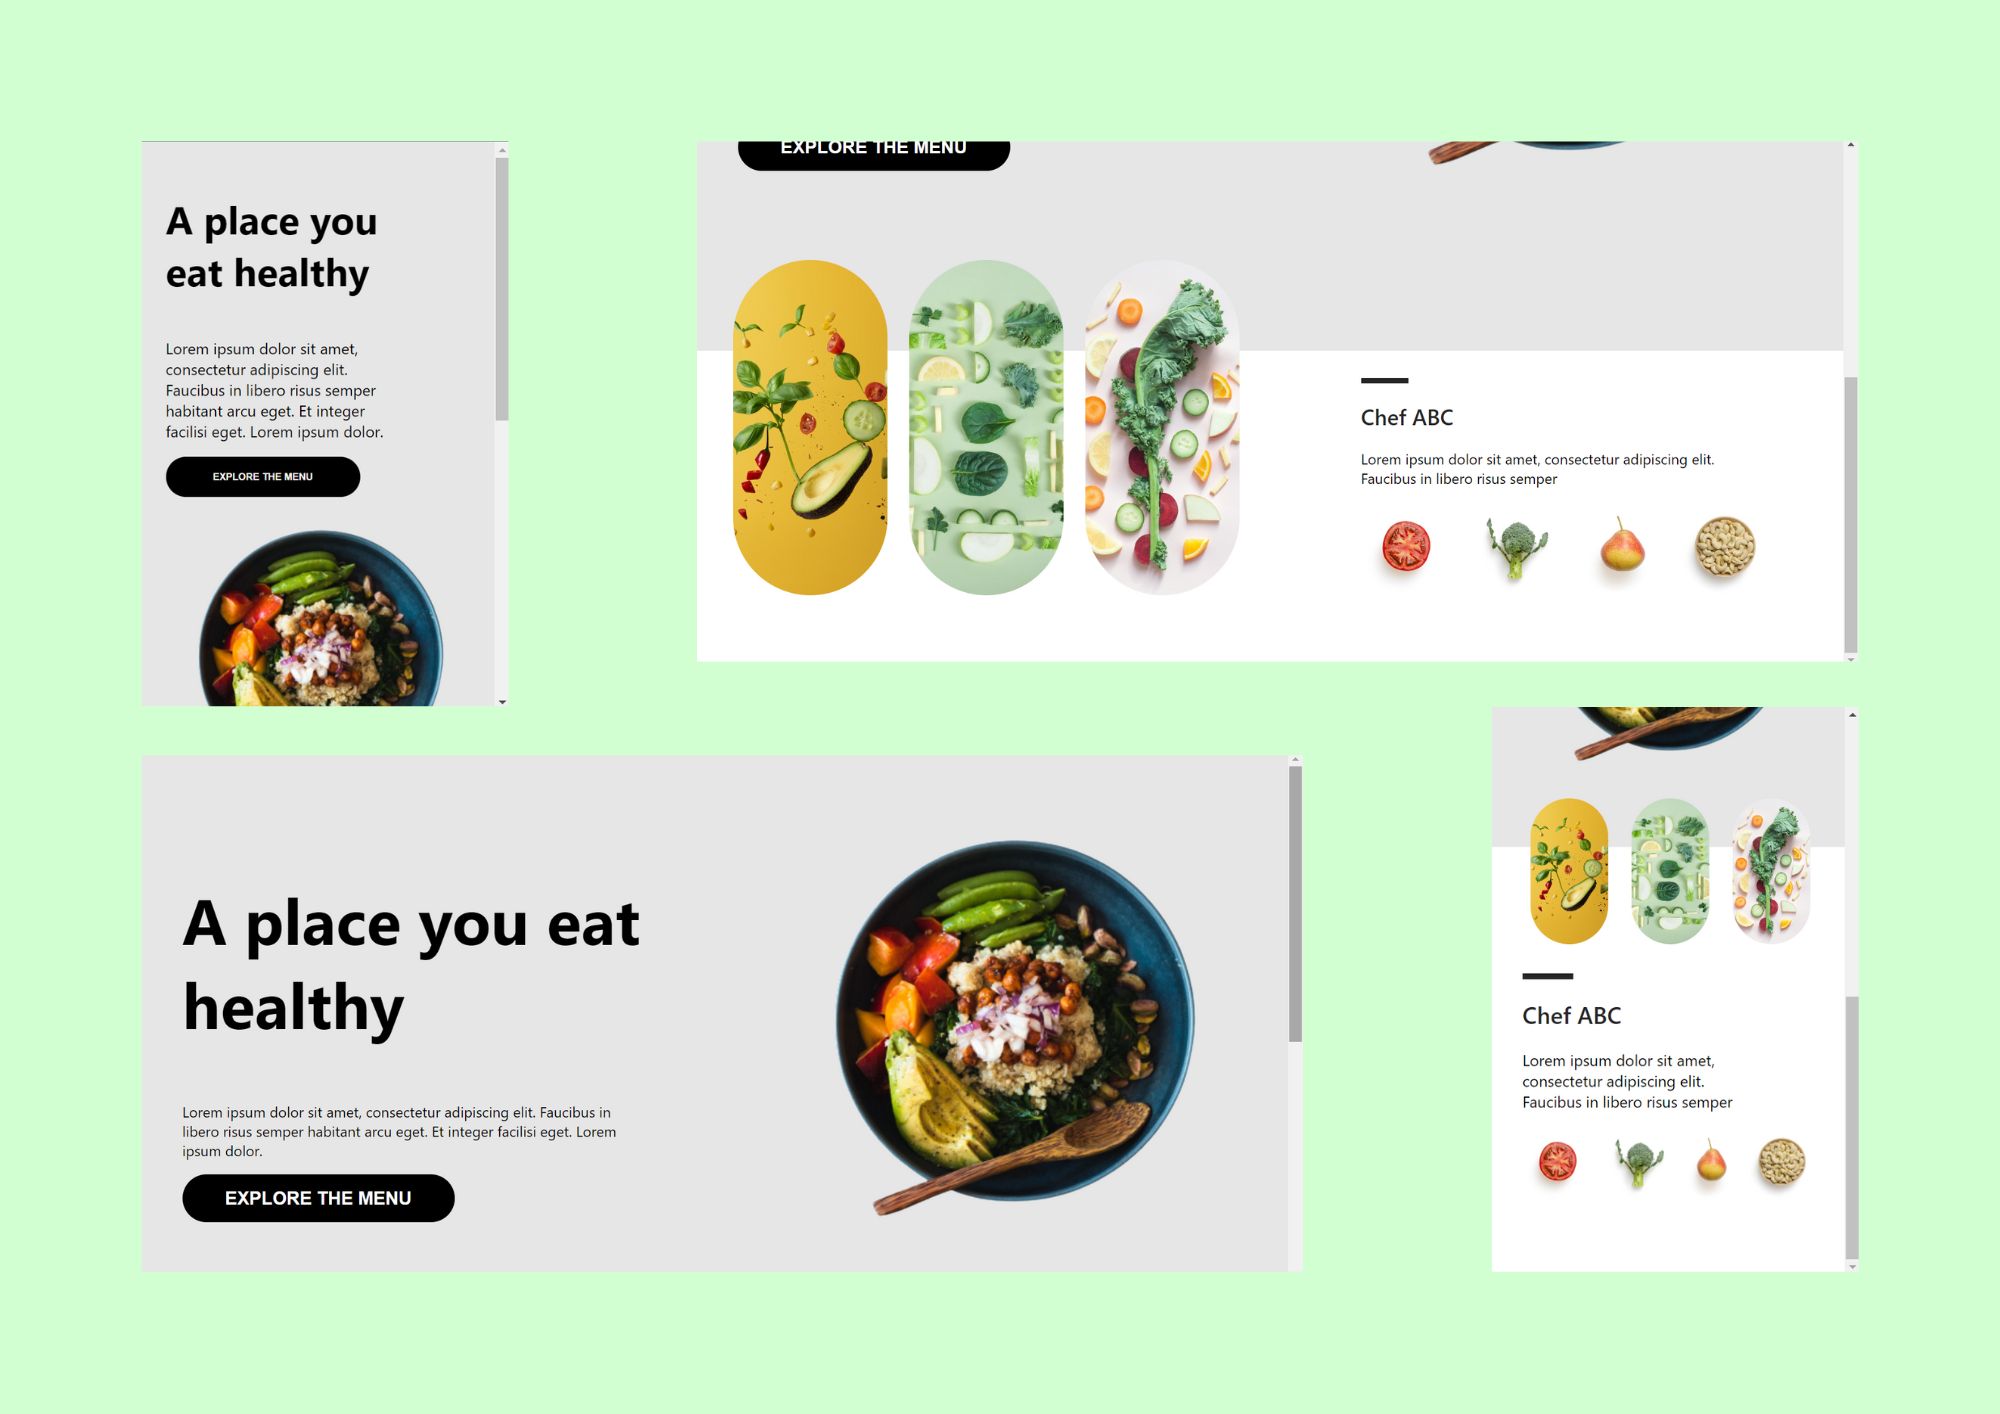 A place you
eat healthy
Lorem ipsum dolor sit amet,
consectetur adipiscing elit.
Faucibus in libero risus semper
habitant arcu eget. Et integer
facilisi eget. Lorem ipsum dolor.
EXPLORE THE MENU
EXPLORE THE MENU
Chef ABC
Lorem ipsum dolor sit amet, consectetur adipiscing elit.
Faucibus in libero risus semper
A place you eat
healthy
Lorem ipsum dolor sit amet, consectetur adipiscing elit. Faucibus in
libero risus semper habitant arcu eget. Et integer facilisi eget. Lorem
ipsum dolor.
EXPLORE THE MENU
Chef ABC
Lorem ipsum dolor sit amet,
consectetur adipiscing elit.
Faucibus in libero risus semper